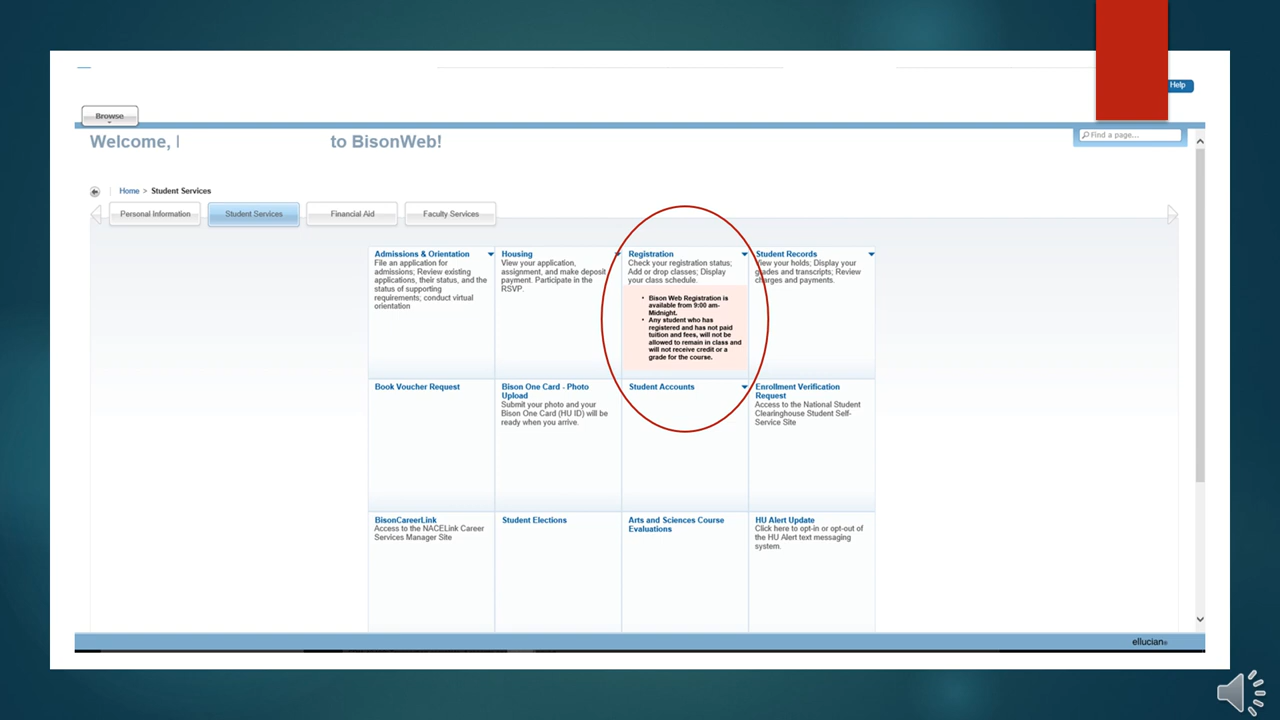 Help
Browse
Welcome, to BisonWeb!
Find a page...
Home > Student Services
Personal Information
Student Services
Financial Aid
Faculty Services
Admissions & Orientation
File an application for
admissions; Review existing
applications, their status, and the
status of supporting
requirements; conduct virtual
orientation
Housing
View your application,
assignment, and make deposit
payment. Participate in the
RSVP.
Registration
Check your registration status;
Add or drop classes; Display
your class schedule.
• Bison Web Registration is
available from 9:00 am-
Midnight.
• Any student who has
registered and has not paid
tuition and fees, will not be
allowed to remain in class and
will not receive credit or a
grade for the course.
Student Records
View your holds; Display your
grades and transcripts; Review
charges and payments.
Book Voucher Request
Bison One Card - Photo
Upload
Submit your photo and your
Bison One Card (HU ID) will be
ready when you arrive.
Student Accounts
Enrollment Verification
Request
Access to the National Student
Clearinghouse Student Self-
Service Site
BisonCareerLink
Access to the NACELink Career
Services Manager Site
Student Elections
Arts and Sciences Course
Evaluations
HU Alert Update
Click here to opt-in or opt-out of
the HU Alert text messaging
system.
ellucian®